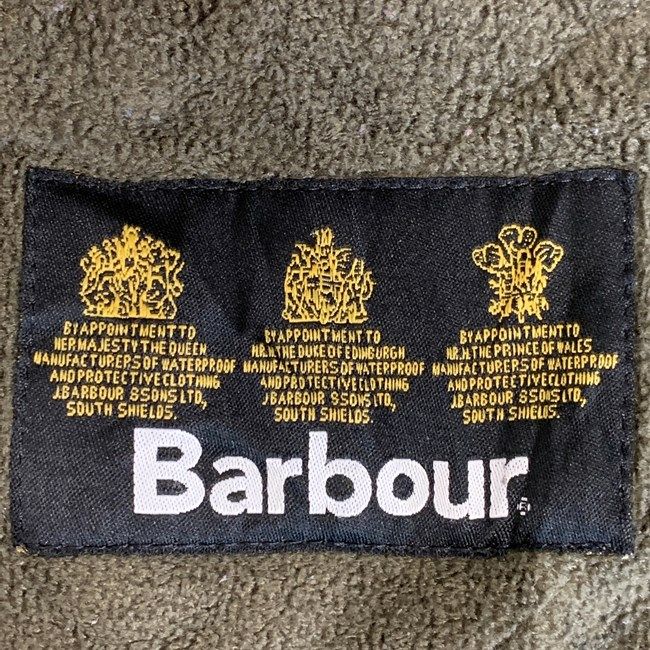 BY APPOINTMENT TO
HER MAJESTY THE QUEEN
MANUFACTURERS OF WATERPROOF
AND PROTECTIVE CLOTHING
J.BARBOUR & SONS LTD,
SOUTH SHIELDS.
BY APPOINTMENT TO
H.R.H. THE DUKE OF EDINBURGH
MANUFACTURERS OF WATERPROOF
AND PROTECTIVE CLOTHING
J.BARBOUR & SONS LTD,
SOUTH SHIELDS.
BY APPOINTMENT TO
H.R.H. THE PRINCE OF WALES
MANUFACTURERS OF WATERPROOF
AND PROTECTIVE CLOTHING
J.BARBOUR & SONS LTD,
SOUTH SHIELDS.
Barbour®